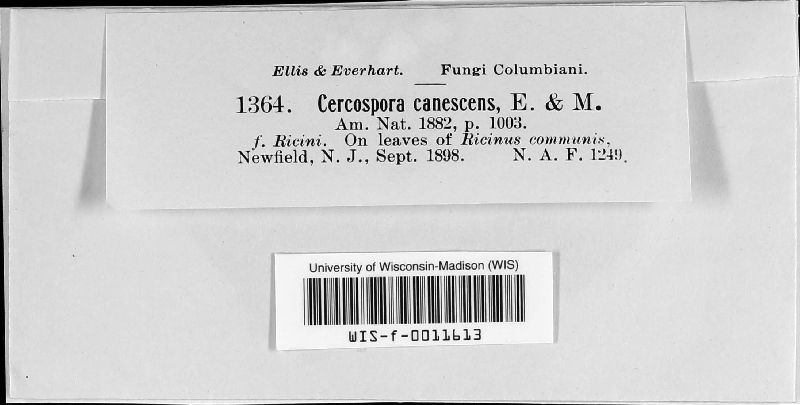 Ellis & Everhart. Fungi Columbiani.
1364. Cercospora canescens, E. & M.
Am. Nat. 1882, p. 1003.
f. Ricini. On leaves of Ricinus communis,
Newfield, N. J., Sept. 1898. N. A. F. 1249.
University of Wisconsin-Madison (WIS)
WIS-f-0011613